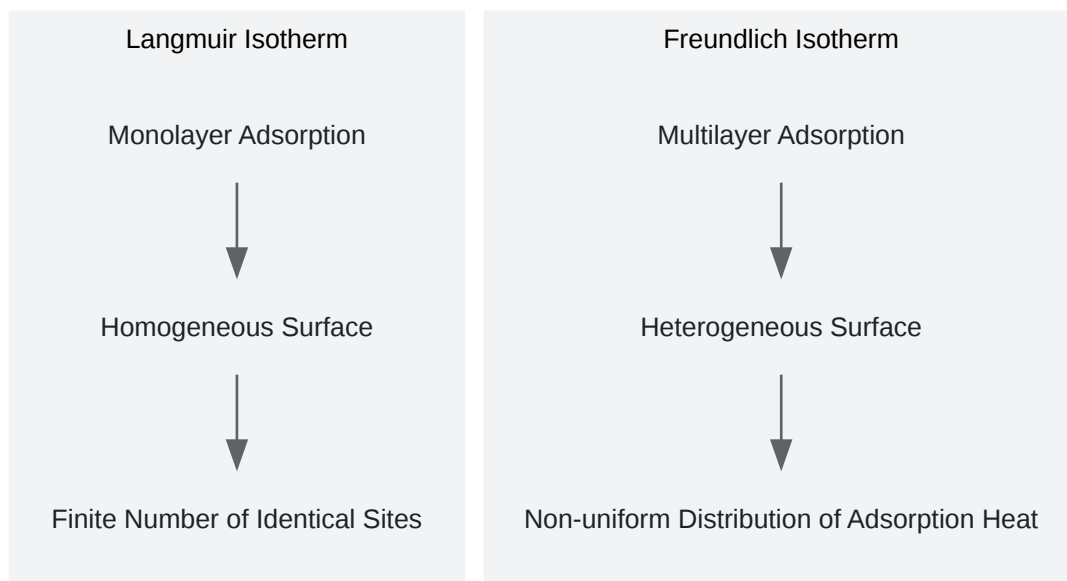 Langmuir Isotherm
Monolayer Adsorption
Homogeneous Surface
Finite Number of Identical Sites
Freundlich Isotherm
Multilayer Adsorption
Heterogeneous Surface
Non-uniform Distribution of Adsorption Heat